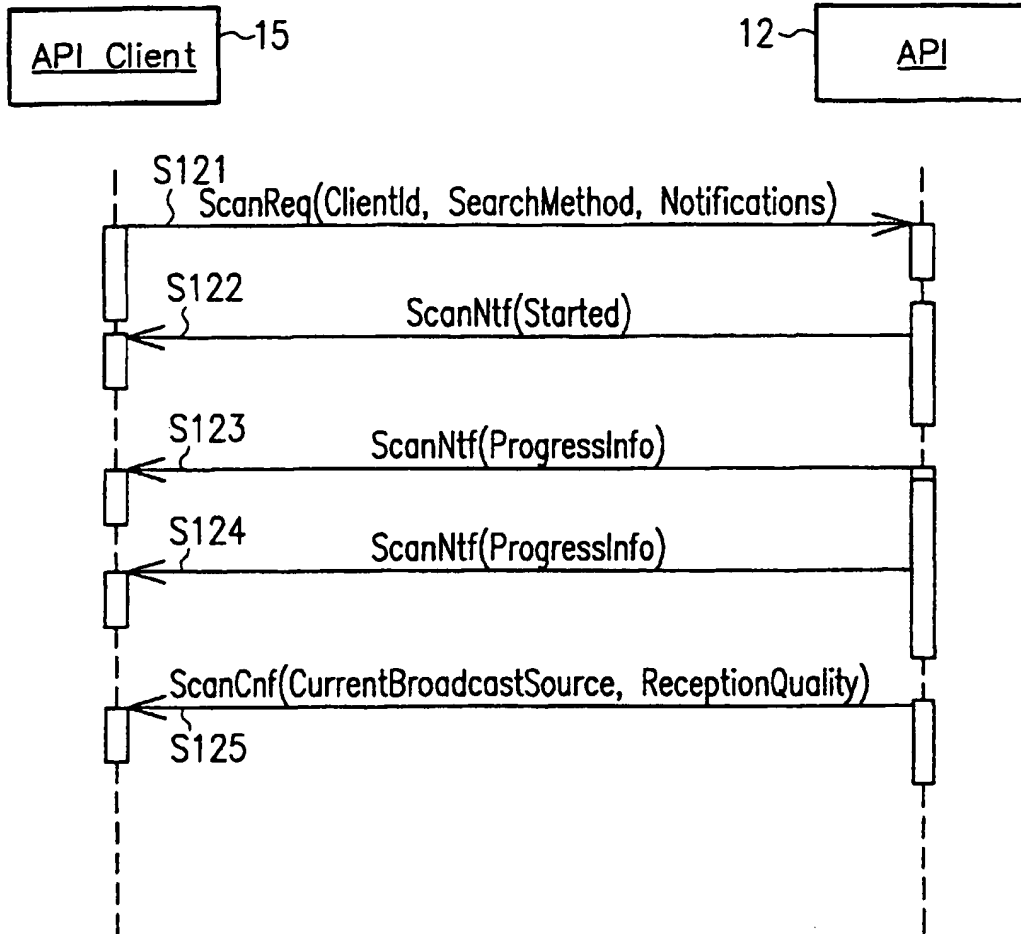 API Client
15
12
API
S121
ScanReq(ClientId, SearchMethod, Notifications)
S122
ScanNtf(Started)
S123
ScanNtf(ProgressInfo)
S124
ScanNtf(ProgressInfo)
ScanCnf(CurrentBroadcastSource, ReceptionQuality)
S125